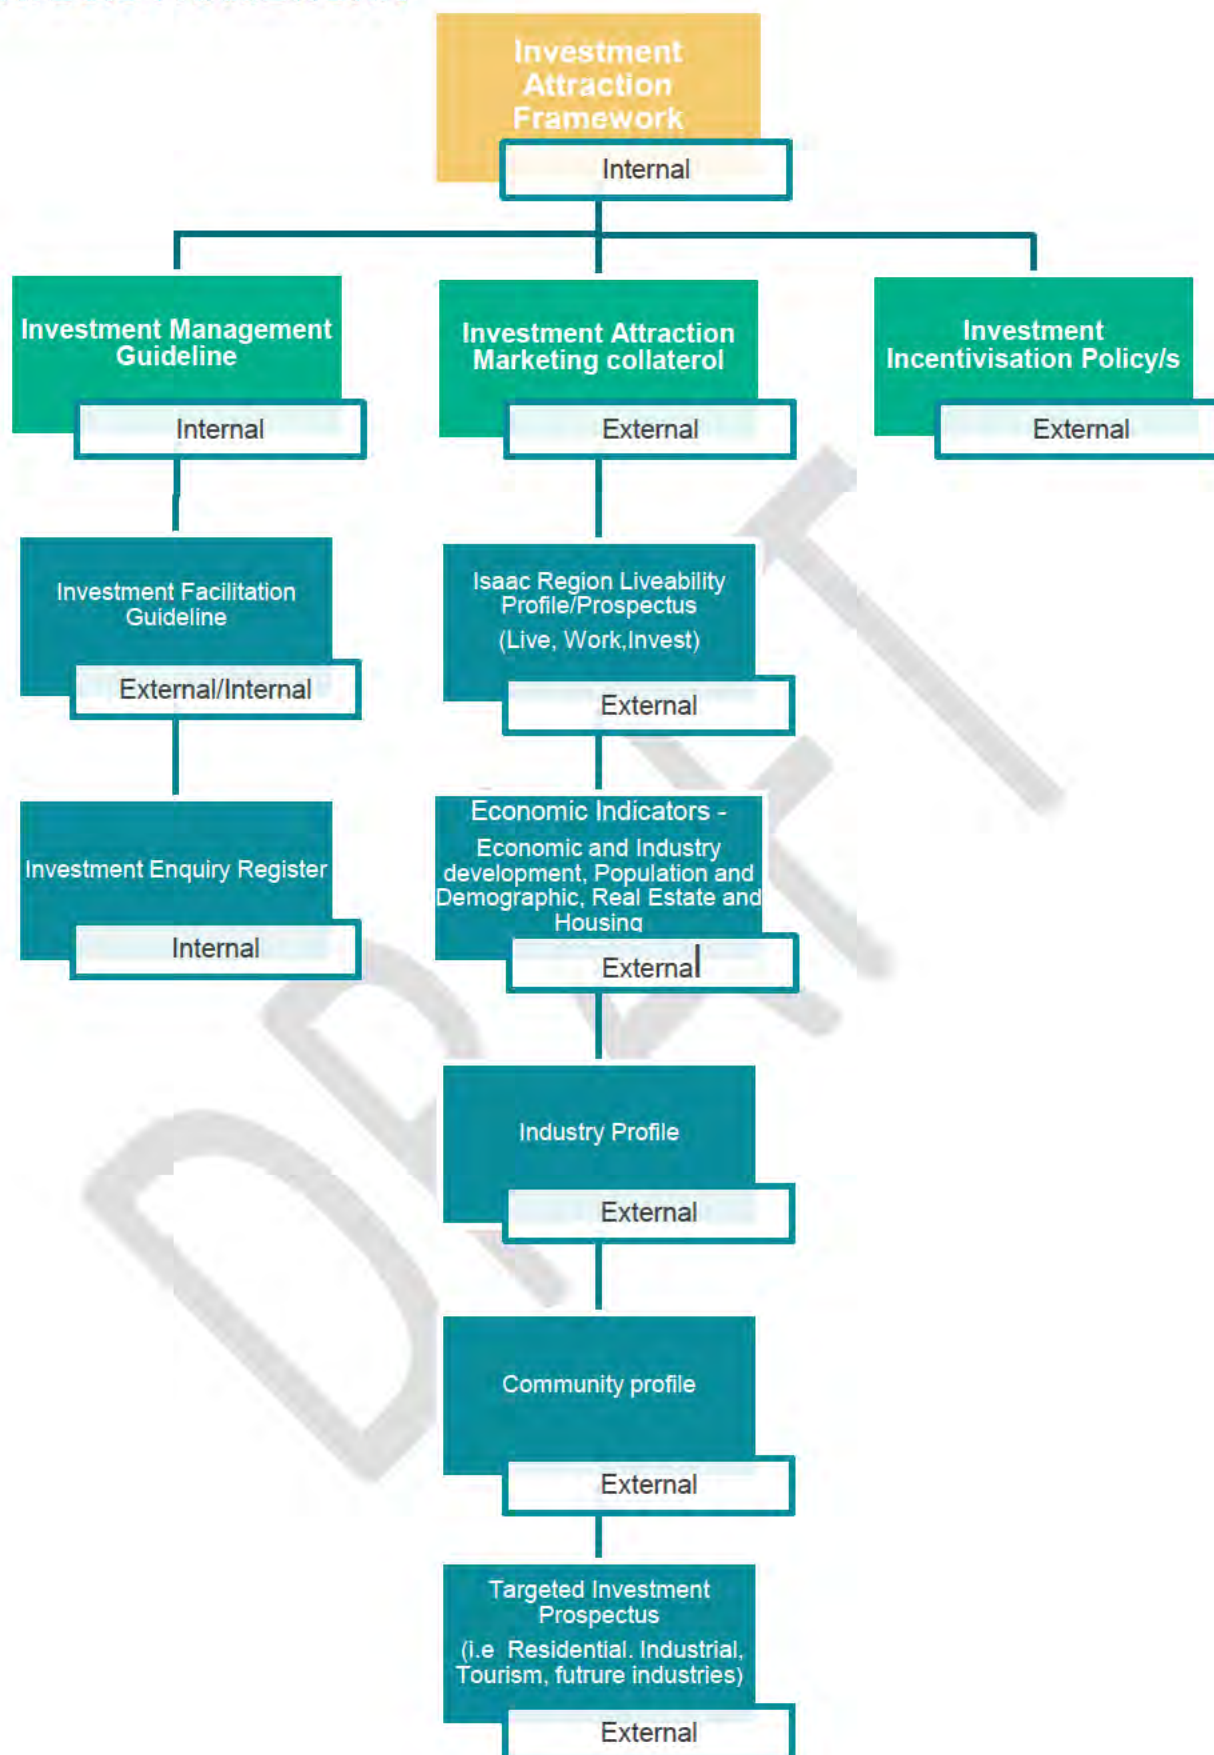 Investment
Attraction
Framework
Internal
Investment Management
Guideline
Internal
Investment Attraction
Marketing collaterol
External
Investment
Incentivisation Policy/s
External
Investment Facilitation
Guideline
External/Internal
Investment Enquiry Register
Internal
Isaac Region Liveability
Profile/Prospectus
(Live, Work,Invest)
External
Economic Indicators -
Economic and Industry
development, Population and
Demographic, Real Estate and
Housing
External
Industry Profile
External
Community profile
External
Targeted Investment
Prospectus
(i.e Residential. Industrial,
Tourism, futrure industries)
External
DRAFT